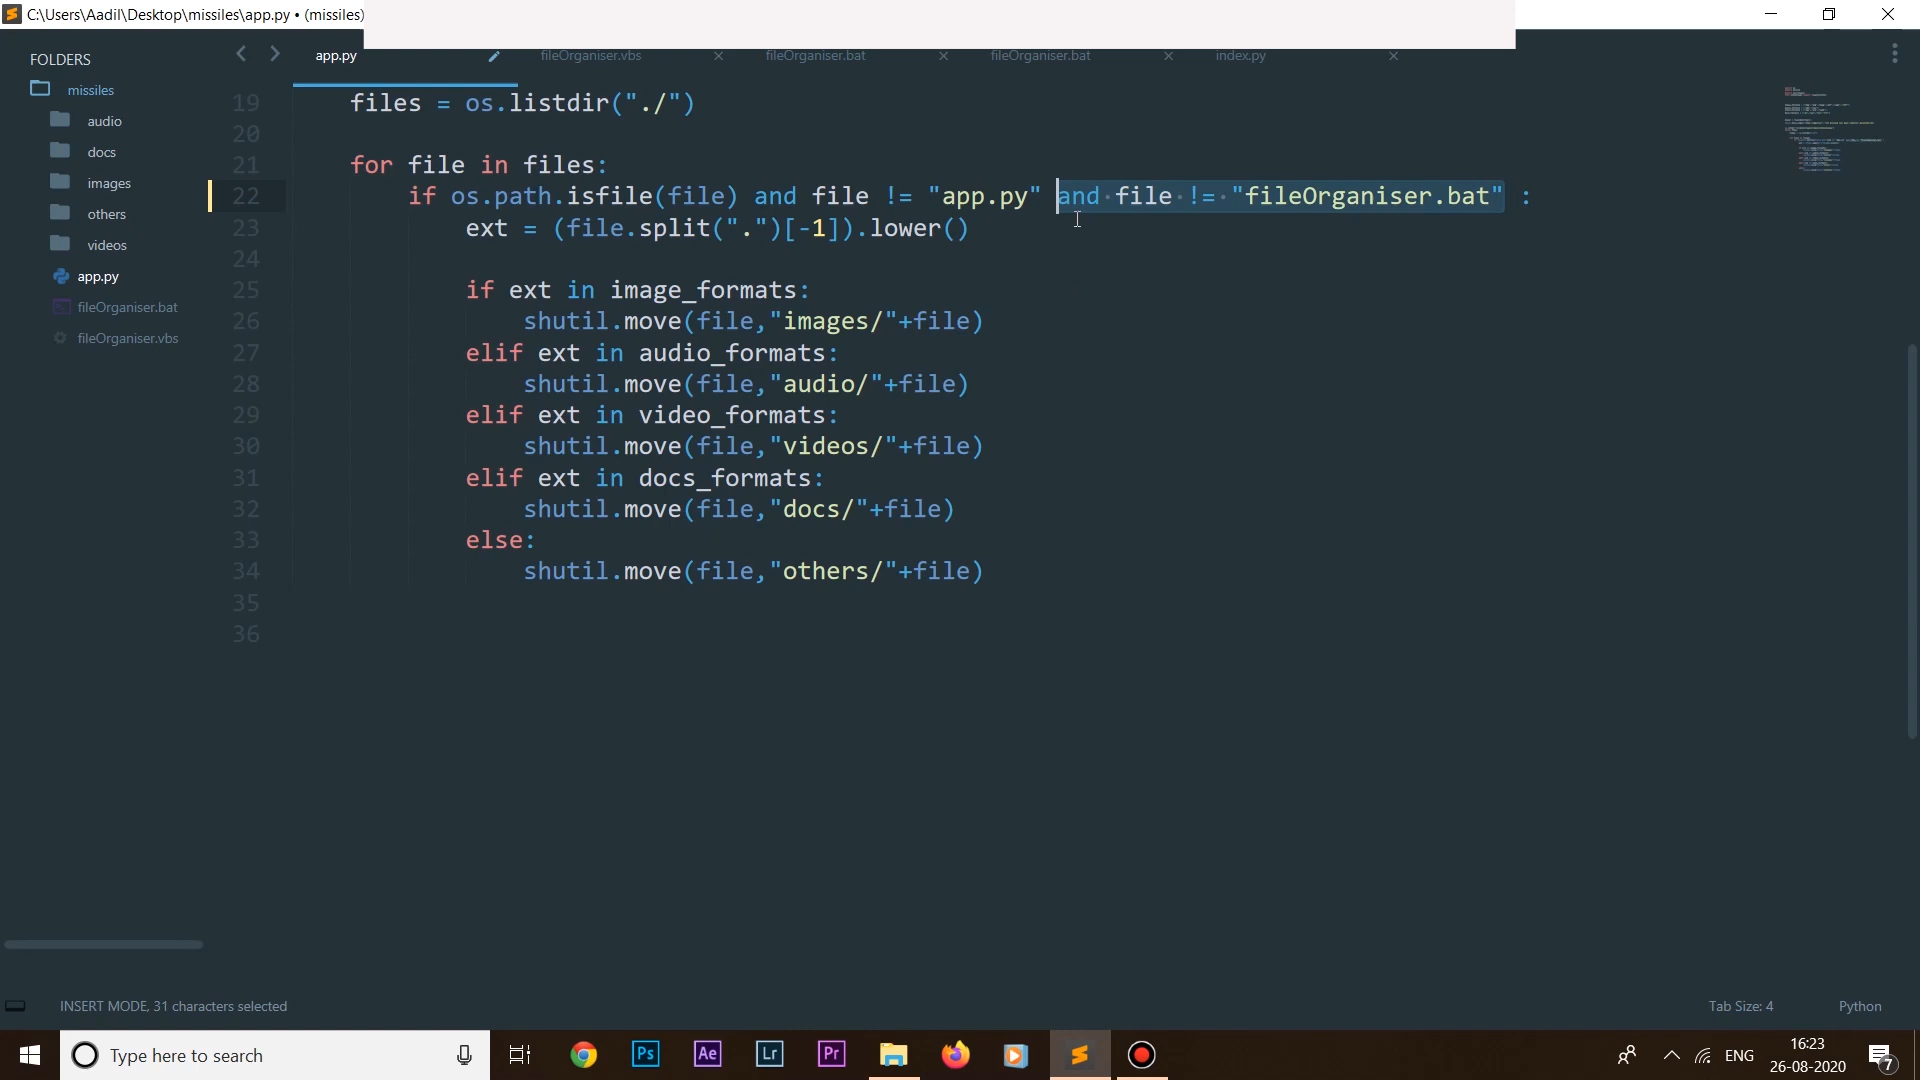 C:\Users\Aadil\Desktop\missiles\app.py • (missiles)
FOLDERS
missiles
audio
docs
images
others
videos
app.py
fileOrganiser.bat
fileOrganiser.vbs
app.py
fileOrganiser.vbs
fileOrganiser.bat
fileOrganiser.bat
index.py
19 files = os.listdir("./")
20
21 for file in files:
22 if os.path.isfile(file) and file != "app.py" and file != "fileOrganiser.bat" :
23 ext = (file.split(".")[-1]).lower()
24
25 if ext in image_formats:
26 shutil.move(file,"images/"+file)
27 elif ext in audio_formats:
28 shutil.move(file,"audio/"+file)
29 elif ext in video_formats:
30 shutil.move(file,"videos/"+file)
31 elif ext in docs_formats:
32 shutil.move(file,"docs/"+file)
33 else:
34 shutil.move(file,"others/"+file)
35
36
INSERT MODE, 31 characters selected
Tab Size: 4
Python
Type here to search
Ps
Ae
Lr
Pr
ENG
16:23
26-08-2020
7